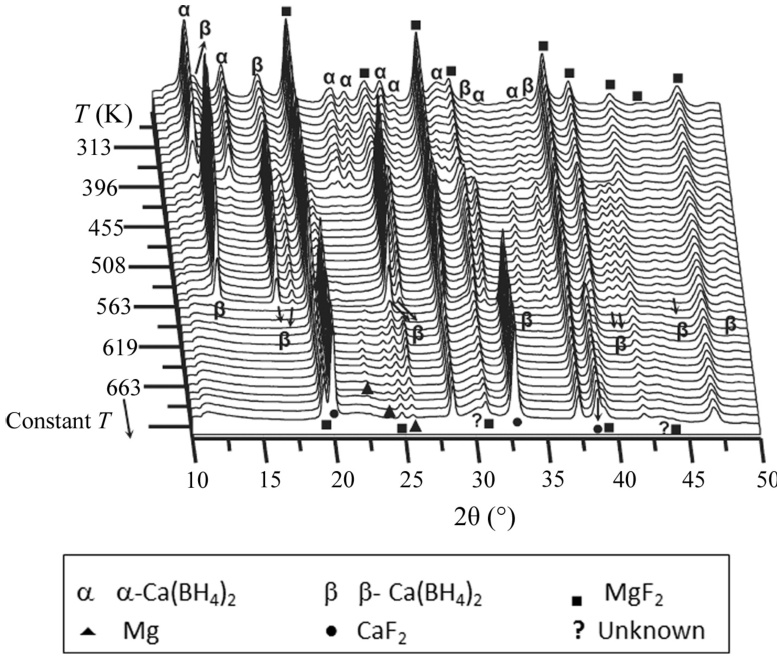 α
β
α
β
α α α α α β α α β
T (K)
313
396
455
508
563
619
663
Constant T
β β β β β β β
? ?
10 15 20 25 30 35 40 45 50
2θ (°)
α α-Ca(BH4)2 β β- Ca(BH4)2 MgF2
Mg CaF2 ? Unknown